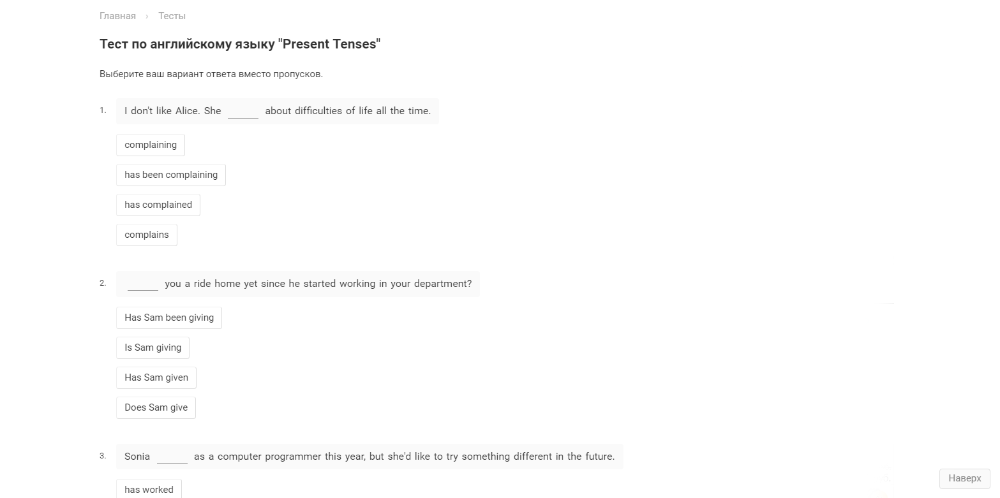 Главная › Тесты
Тест по английскому языку "Present Tenses"
Выберите ваш вариант ответа вместо пропусков.
1. I don't like Alice. She ______ about difficulties of life all the time.
complaining
has been complaining
has complained
complains
2. ______ you a ride home yet since he started working in your department?
Has Sam been giving
Is Sam giving
Has Sam given
Does Sam give
3. Sonia ______ as a computer programmer this year, but she'd like to try something different in the future.
Наверх
has worked